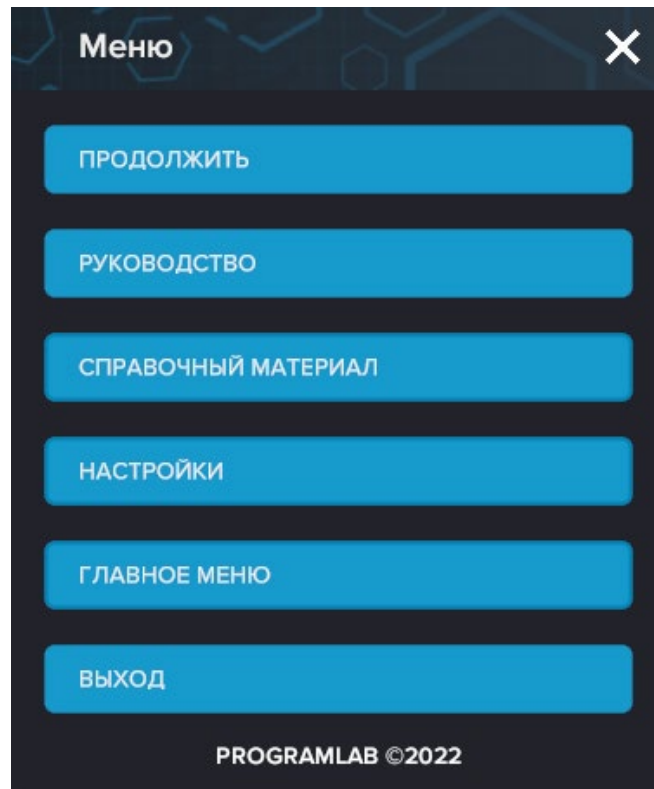 Меню
ПРОДОЛЖИТЬ
РУКОВОДСТВО
СПРАВОЧНЫЙ МАТЕРИАЛ
НАСТРОЙКИ
ГЛАВНОЕ МЕНЮ
ВЫХОД
PROGRAMLAB ©2022